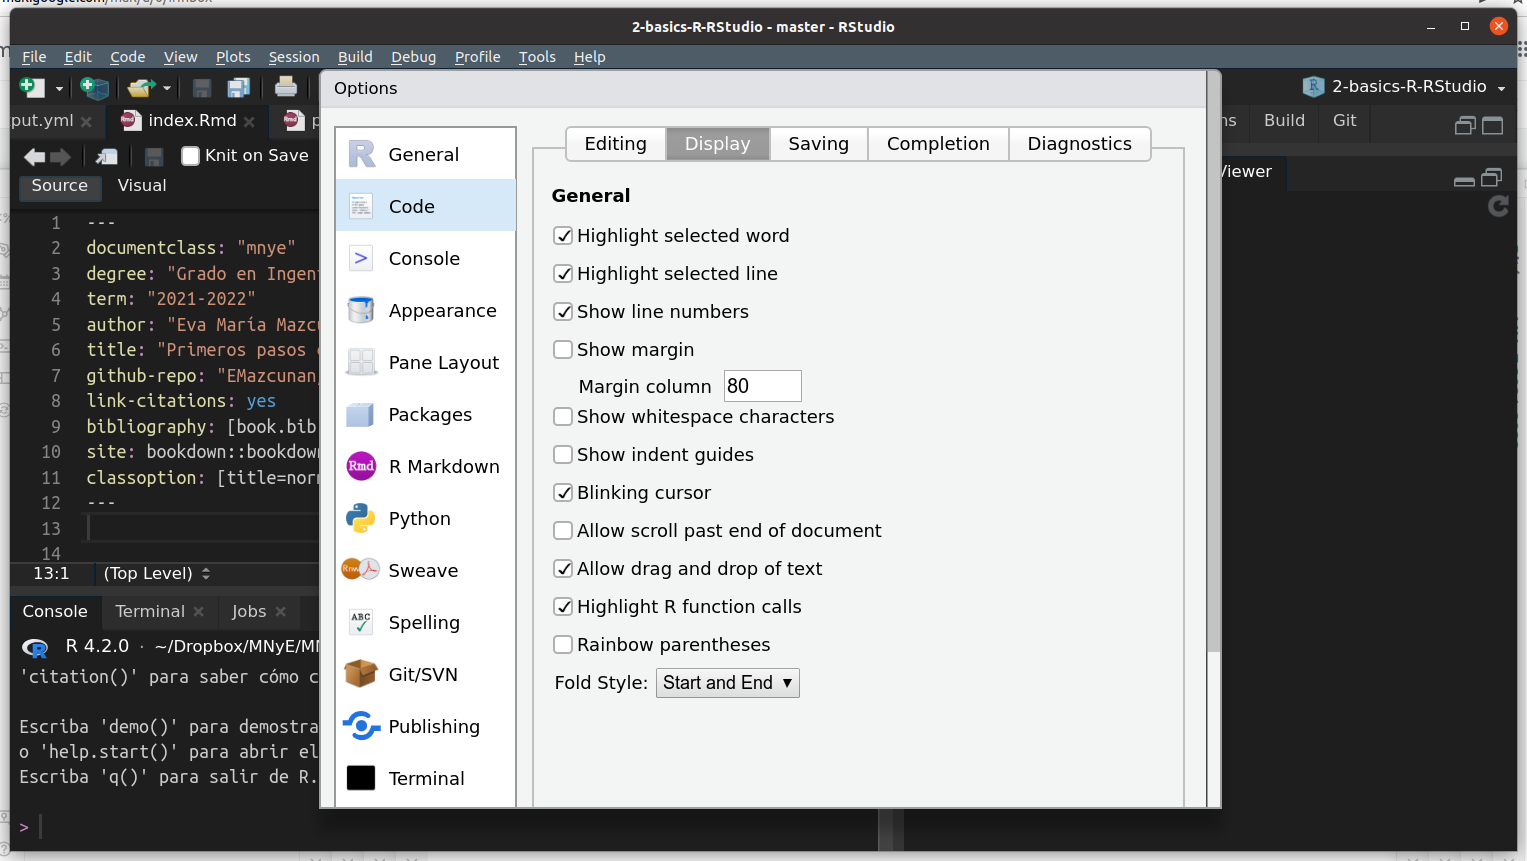 2-basics-R-RStudio - master - RStudio
File Edit Code View Plots Session Build Debug Profile Tools Help
2-basics-R-RStudio
put.yml index.Rmd
Build Git
Knit on Save
Source Visual
Viewer
1 ---
2 documentclass: "mnye"
3 degree: "Grado en Ingen
4 term: "2021-2022"
5 author: "Eva María Mazcu
6 title: "Primeros pasos
7 github-repo: "EMazcunan
8 link-citations: yes
9 bibliography: [book.bib
10 site: bookdown::bookdown
11 classoption: [title=nor
12 ---
13
14
13:1 (Top Level)
Console Terminal Jobs
R 4.2.0 · ~/Dropbox/MNyE/M
'citation()' para saber cómo c
Escriba 'demo()' para demostra
o 'help.start()' para abrir el
Escriba 'q()' para salir de R.
>
Options
General
Code
Console
Appearance
Pane Layout
Packages
Rmd R Markdown
Python
Rnw Sweave
ABC Spelling
Git/SVN
Publishing
Terminal
Editing Display Saving Completion Diagnostics
General
Highlight selected word
Highlight selected line
Show line numbers
Show margin
Margin column 80
Show whitespace characters
Show indent guides
Blinking cursor
Allow scroll past end of document
Allow drag and drop of text
Highlight R function calls
Rainbow parentheses
Fold Style: Start and End